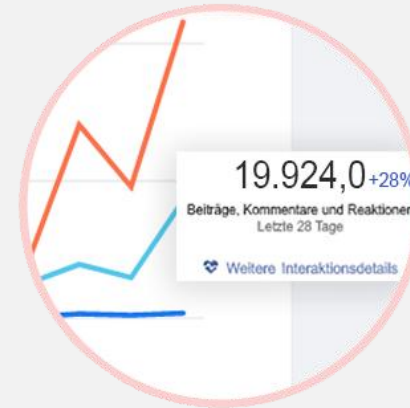 19.924,0 +28%
Beiträge, Kommentare und Reaktionen
Letzte 28 Tage
Weitere Interaktionsdetails